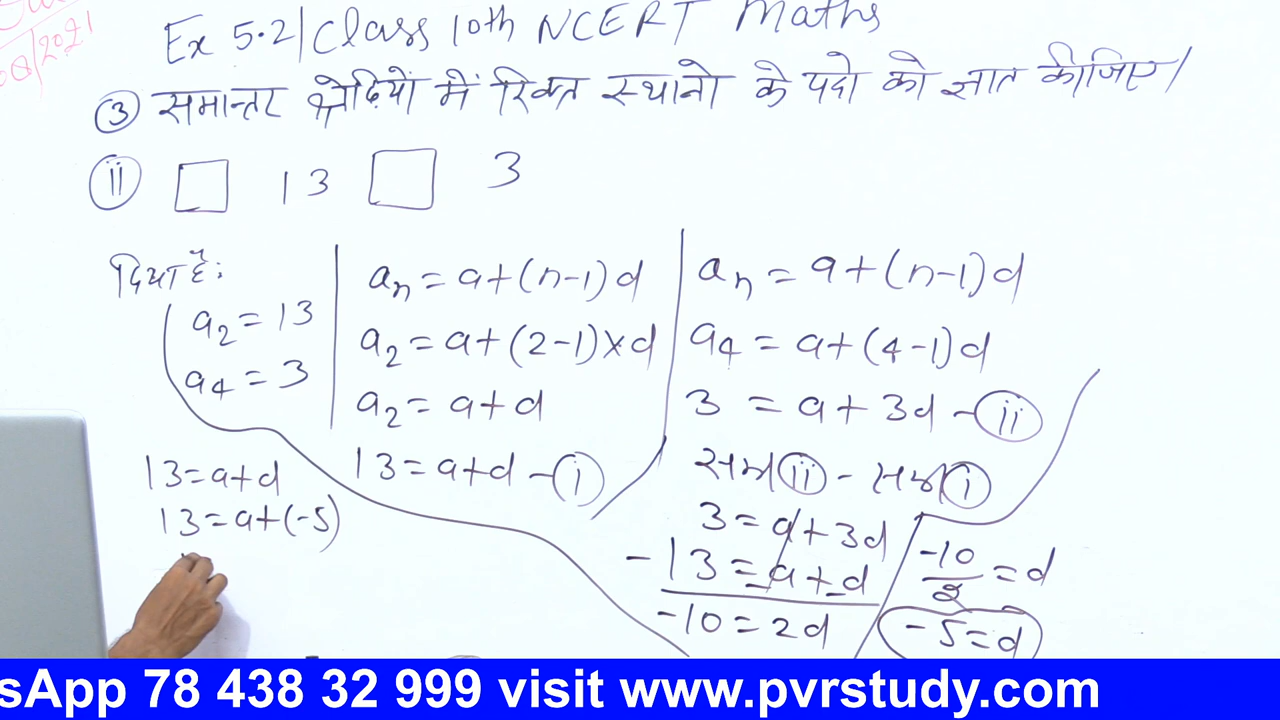 08/2021
Ex 5.2/Class 10th NCERT Maths
③ समान्तर श्रेढ़ियों में रिक्त स्थानो के पदो को ज्ञात कीजिए/
ⅱ □ 13 □ 3
दिया हैं:
a₂ = 13
a₄ = 3
aₙ = a+(n-1)d
a₂ = a+(2-1)×d
a₂ = a+d
13 = a+d - ⓘ
aₙ = a+(n-1)d
a₄ = a+(4-1)d
3 = a+3d - ⓘⓘ
समी ⓘⓘ - समी ⓘ
3 = a+3d
-13 = a+d
-10 = 2d
-10/2 = d
-5 = d
13 = a+d
13 = a+(-5)
sApp 78 438 32 999 visit www.pvrstudy.com